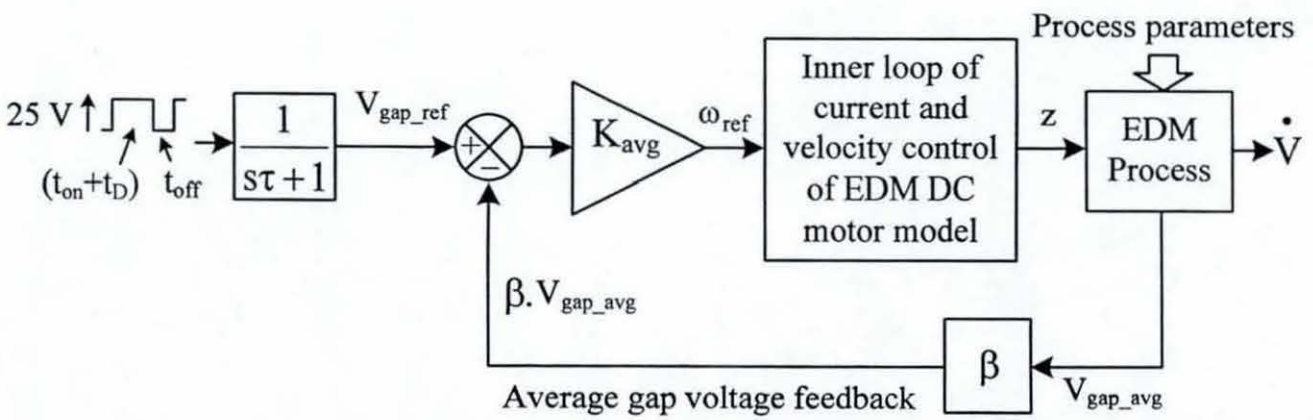 Process parameters
25 V
(t_on+t_D)
t_off
1
sτ+1
V_gap_ref
+
−
K_avg
ω_ref
Inner loop of
current and
velocity control
of EDM DC
motor model
z
EDM
Process
V̇
β.V_gap_avg
β
V_gap_avg
Average gap voltage feedback